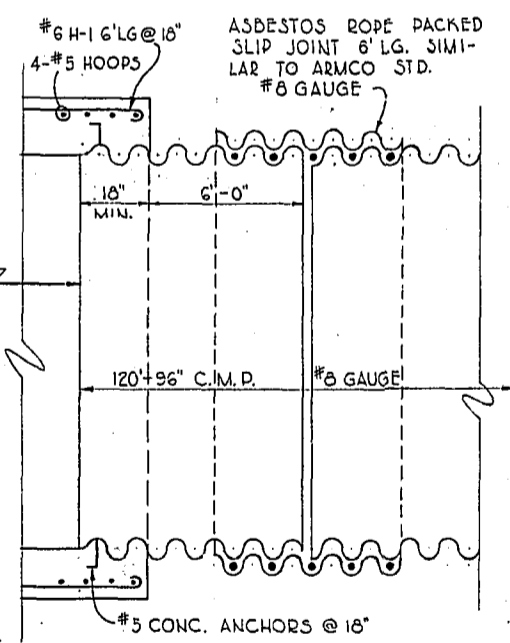 #6 H-1 6'LG@18"
4-#5 HOOPS
ASBESTOS ROPE PACKED
SLIP JOINT 6' LG. SIMI-
LAR TO ARMCO STD.
#8 GAUGE
18"
MIN.
6'-0"
120'-96" C.M.P.
#8 GAUGE
#5 CONC. ANCHORS @ 18"